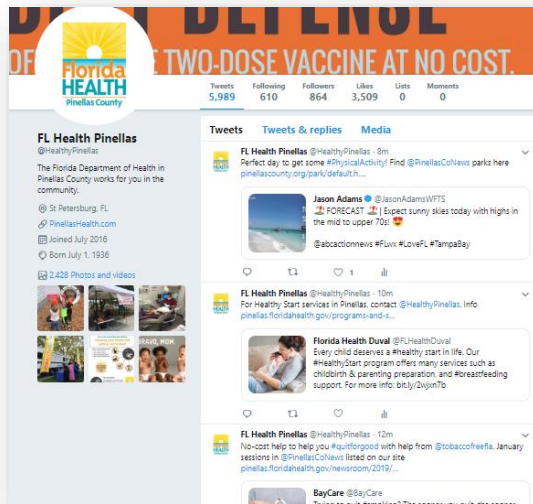 BEST DEFENSE
OF
E TWO-DOSE VACCINE AT NO COST.
Florida
HEALTH
Pinellas County
Tweets
Following
Followers
Likes
Lists
Moments
5,989
610
864
3,509
0
0
FL Health Pinellas
@HealthyPinellas
The Florida Department of Health in
Pinellas County works for you in the
community.
St Petersburg, FL
PinellasHealth.com
Joined July 2016
Born July 1, 1936
2,428 Photos and videos
BRAVO, MOM.
Tweets Tweets & replies Media
FL Health Pinellas @HealthyPinellas · 8m
Perfect day to get some #PhysicalActivity! Find @PinellasCoNews parks here
pinellascounty.org/park/default.h...
Jason Adams @JasonAdamsWFTS
🏖️ FORECAST 🏖️ | Expect sunny skies today with highs in
the mid to upper 70s! 😍
@abcactionnews #FLwx #LoveFL #TampaBay
1
FL Health Pinellas @HealthyPinellas · 10m
For Healthy Start services in Pinellas, contact @HealthyPinellas. Info
pinellas.floridahealth.gov/programs-and-s...
Florida Health Duval @FLHealthDuval
Every child deserves a #healthy start in life. Our
#HealthyStart program offers many services such as
childbirth & parenting preparation, and #breastfeeding
support. For more info: bit.ly/2wjxn7b
FL Health Pinellas @HealthyPinellas · 12m
No-cost help to help you #quitforgood with help from @tobaccofreefla. January
sessions in @PinellasCoNews listed on our site
pinellas.floridahealth.gov/newsroom/2019/...
BayCare @BayCare